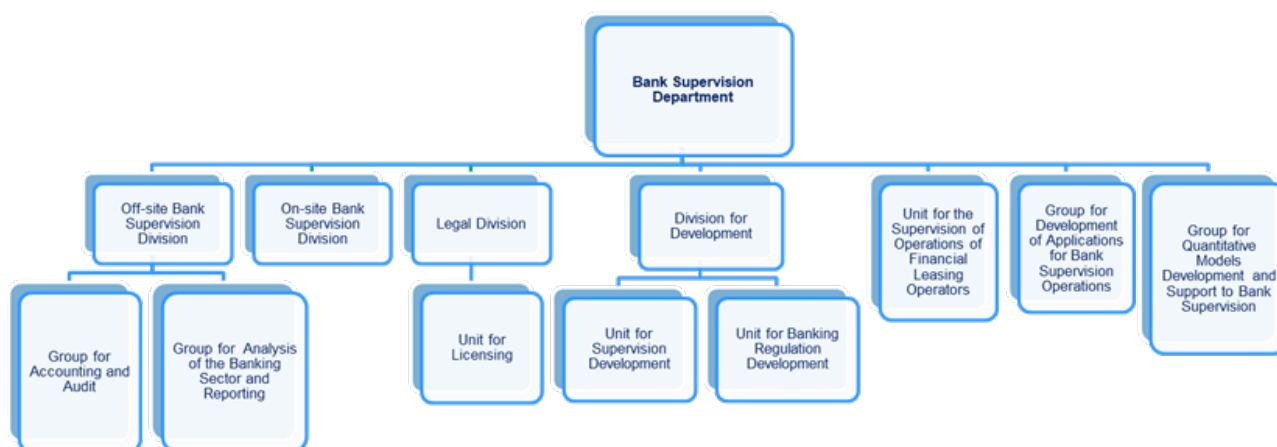 Bank Supervision
Department
Off-site Bank
Supervision
Division
On-site Bank
Supervision
Division
Legal Division
Division for
Development
Unit for the
Supervision of
Operations of
Financial
Leasing
Operators
Group for
Development
of Applications
for Bank
Supervision
Operations
Group for
Quantitative
Models
Development and
Support to Bank
Supervision
Group for
Accounting and
Audit
Group for Analysis
of the Banking
Sector and
Reporting
Unit for
Licensing
Unit for
Supervision
Development
Unit for Banking
Regulation
Development